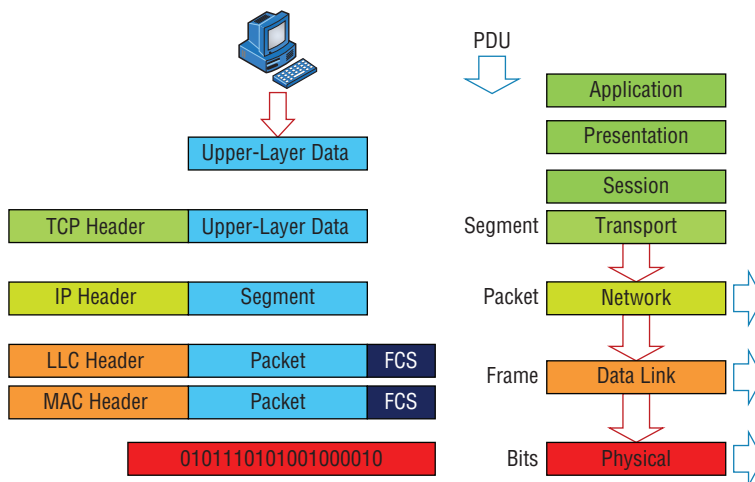 PDU
Application
Upper-Layer Data
Presentation
Session
TCP Header Upper-Layer Data
Segment Transport
IP Header Segment
Packet Network
LLC Header Packet FCS
MAC Header Packet FCS
Frame Data Link
0101110101001000010
Bits Physical